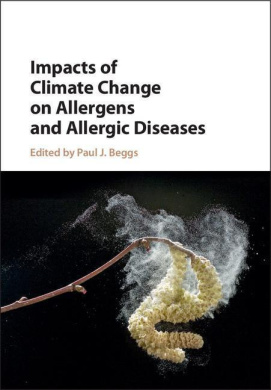 Impacts of
Climate Change
on Allergens
and Allergic Diseases
Edited by Paul J. Beggs